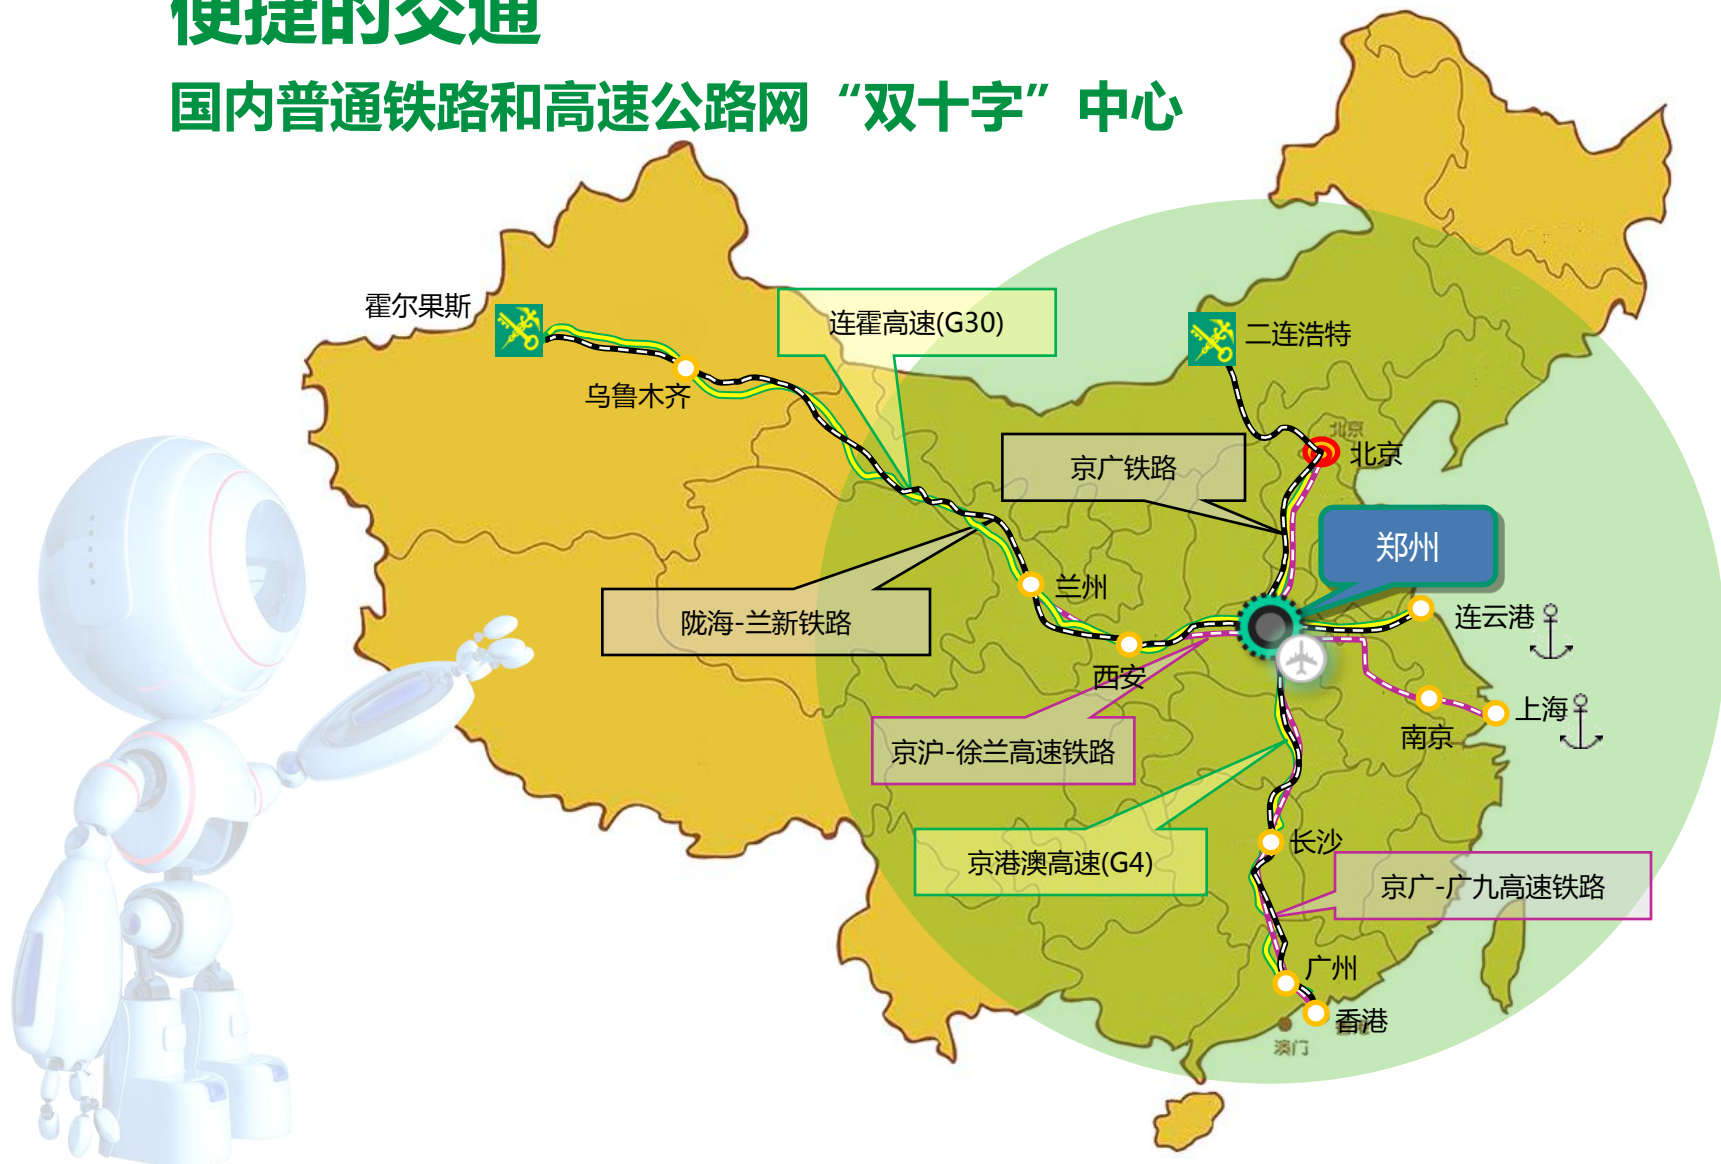 便捷的交通
国内普通铁路和高速公路网“双十字”中心
霍尔果斯
连霍高速(G30)
二连浩特
乌鲁木齐
北京
北京
京广铁路
郑州
兰州
连云港
陇海-兰新铁路
西安
上海
南京
京沪-徐兰高速铁路
长沙
京港澳高速(G4)
京广-广九高速铁路
广州
香港
澳门